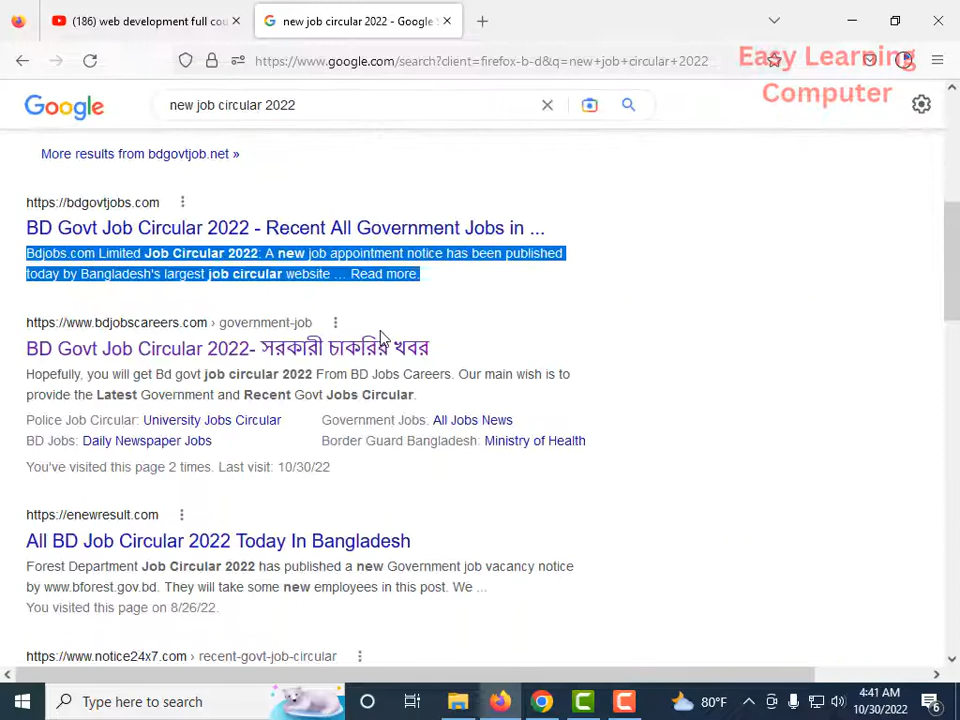 (186) web development full cou
new job circular 2022 - Google S
https://www.google.com/search?client=firefox-b-d&q=new+job+circular+2022
Easy Learning
Computer
Google
new job circular 2022
More results from bdgovtjob.net »
https://bdgovtjobs.com
BD Govt Job Circular 2022 - Recent All Government Jobs in ...
Bdjobs.com Limited Job Circular 2022: A new job appointment notice has been published
today by Bangladesh's largest job circular website ... Read more.
https://www.bdjobscareers.com › government-job
BD Govt Job Circular 2022- সরকারী চাকরির খবর
Hopefully, you will get Bd govt job circular 2022 From BD Jobs Careers. Our main wish is to
provide the Latest Government and Recent Govt Jobs Circular.
Police Job Circular: University Jobs Circular
Government Jobs: All Jobs News
BD Jobs: Daily Newspaper Jobs
Border Guard Bangladesh: Ministry of Health
You've visited this page 2 times. Last visit: 10/30/22
https://enewresult.com
All BD Job Circular 2022 Today In Bangladesh
Forest Department Job Circular 2022 has published a new Government job vacancy notice
by www.bforest.gov.bd. They will take some new employees in this post. We ...
You visited this page on 8/26/22.
https://www.notice24x7.com › recent-govt-job-circular
Type here to search
80°F
4:41 AM
10/30/2022
6